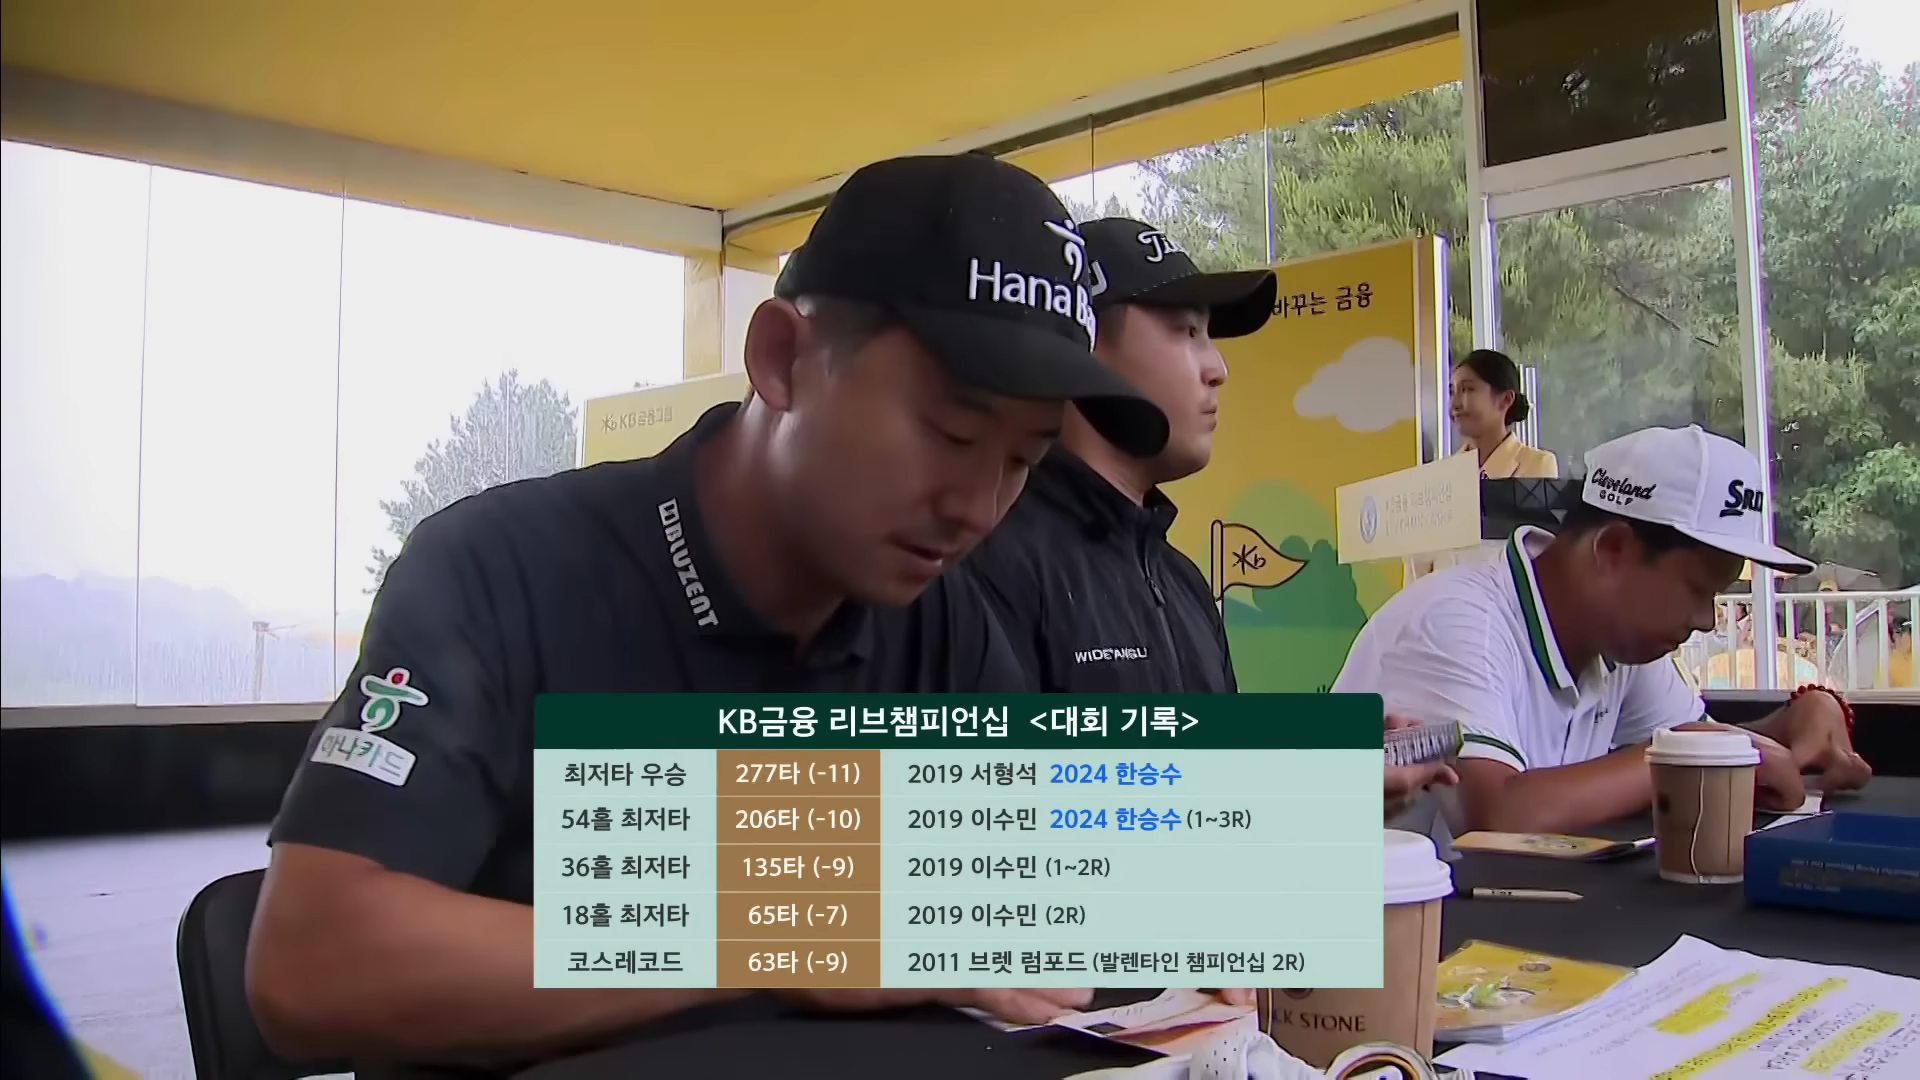 Hana Ba
바꾸는 금융
KB금융그룹
Cleveland
GOLF
BLUZENT
WIDE ANGL
하나카드
KB금융 리브챔피언십 <대회 기록>
최저타 우승 277타 (-11) 2019 서형석 2024 한승수
54홀 최저타 206타 (-10) 2019 이수민 2024 한승수 (1~3R)
36홀 최저타 135타 (-9) 2019 이수민 (1~2R)
18홀 최저타 65타 (-7) 2019 이수민 (2R)
코스레코드 63타 (-9) 2011 브렛 럼포드 (발렌타인 챔피언십 2R)
CK STONE